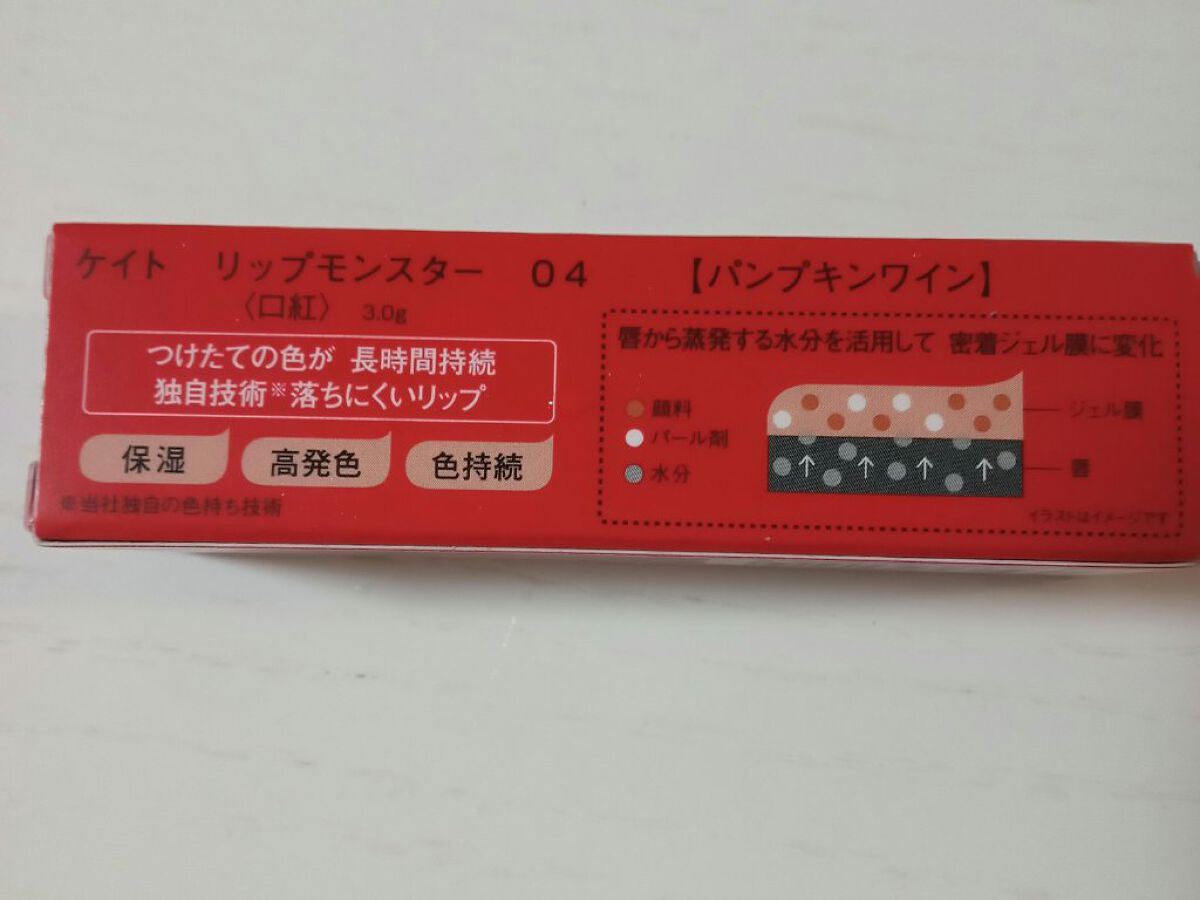 ケイト リップモンスター 04 【パンプキンワイン】
〈口紅〉 3.0g
つけたての色が 長時間持続
独自技術※落ちにくいリップ
保湿 高発色 色持続
※当社独自の色持ち技術
唇から蒸発する水分を活用して 密着ジェル膜に変化
顔料
パール剤
水分
ジェル膜
唇
イラストはイメージです